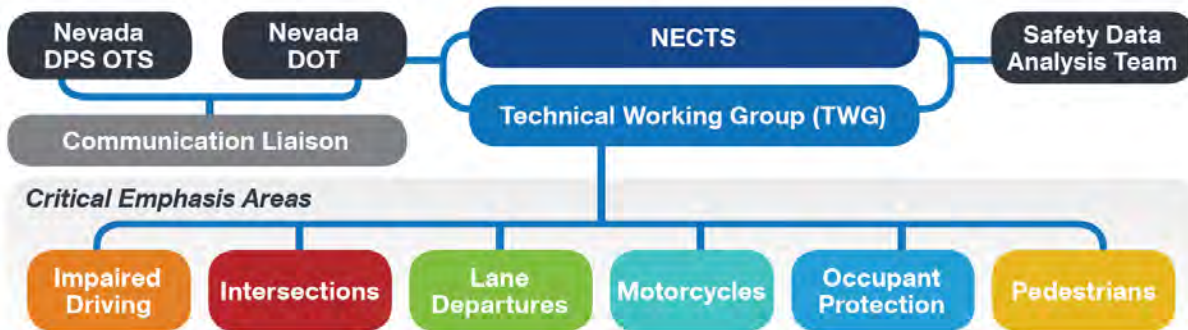 Nevada
DPS OTS
Nevada
DOT
NECTS
Safety Data
Analysis Team
Technical Working Group (TWG)
Communication Liaison
Critical Emphasis Areas
Impaired
Driving
Intersections
Lane
Departures
Motorcycles
Occupant
Protection
Pedestrians